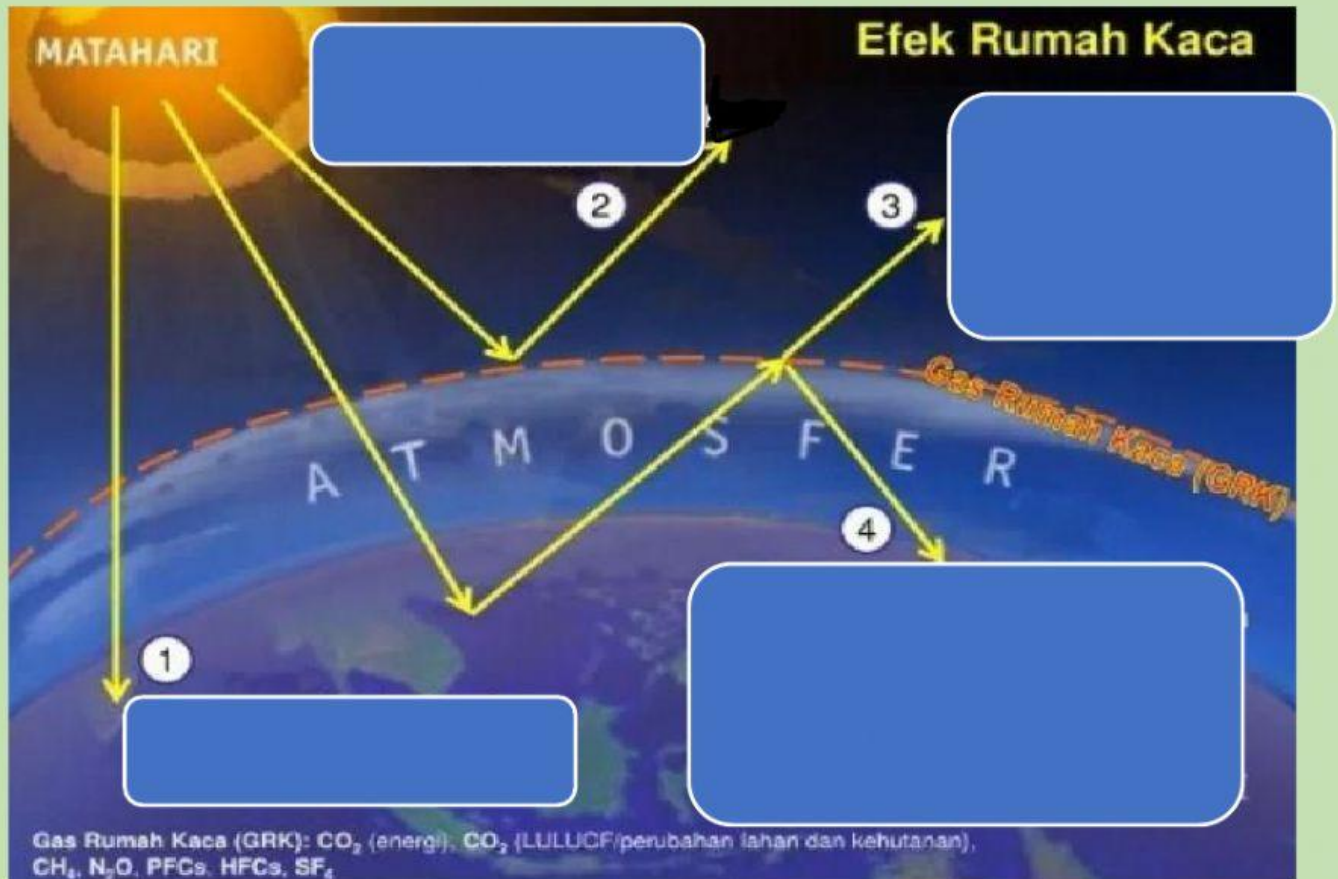 MATAHARI
Efek Rumah Kaca
2
3
Gas Rumah Kaca (GRK)
ATMOSFER
4
1
Gas Rumah Kaca (GRK): CO₂ (energi), CO₂ (LULUCF/perubahan lahan dan kehutanan),
CH₄, N₂O, PFCs, HFCs, SF₆